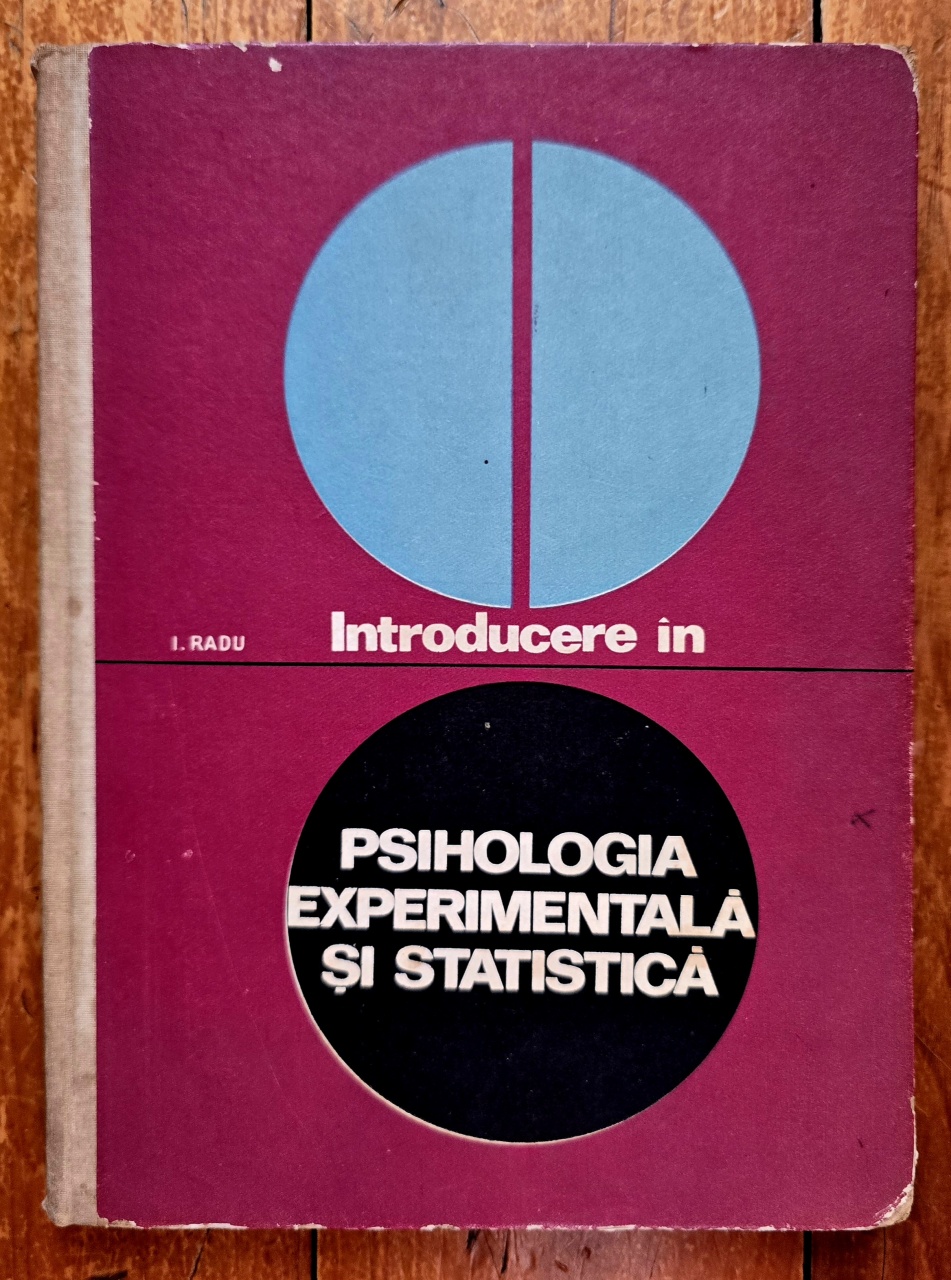 I. RADU
Introducere în
PSIHOLOGIA
EXPERIMENTALĂ
ȘI STATISTICĂ